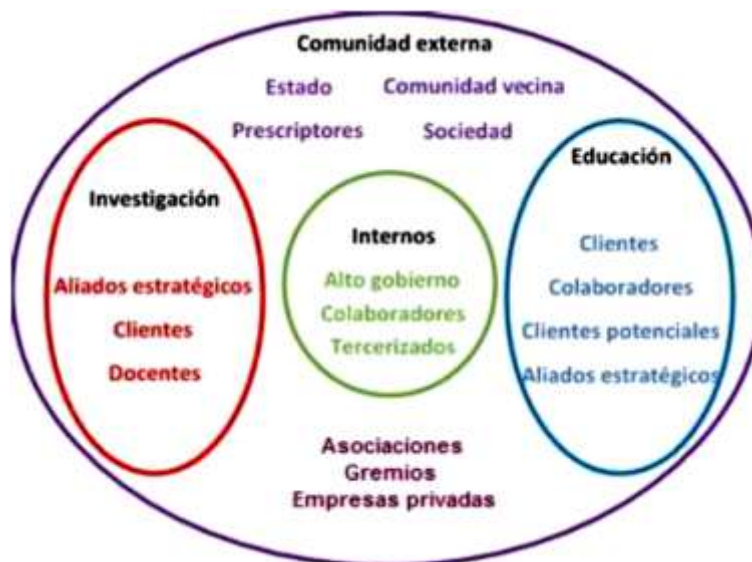 Comunidad externa
Estado Comunidad vecina
Prescriptores Sociedad
Investigación
Aliados estratégicos
Clientes
Docentes
Internos
Alto gobierno
Colaboradores
Tercerizados
Educación
Clientes
Colaboradores
Clientes potenciales
Aliados estratégicos
Asociaciones
Gremios
Empresas privadas